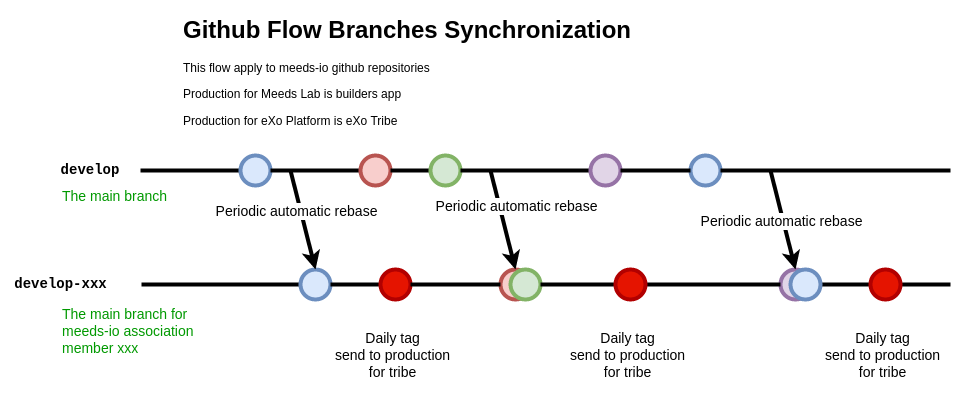 Github Flow Branches Synchronization
This flow apply to meeds-io github repositories
Production for Meeds Lab is builders app
Production for eXo Platform is eXo Tribe
develop
The main branch
Periodic automatic rebase
Periodic automatic rebase
Periodic automatic rebase
develop-xxx
The main branch for
meeds-io association
member xxx
Daily tag
send to production
for tribe
Daily tag
send to production
for tribe
Daily tag
send to production
for tribe